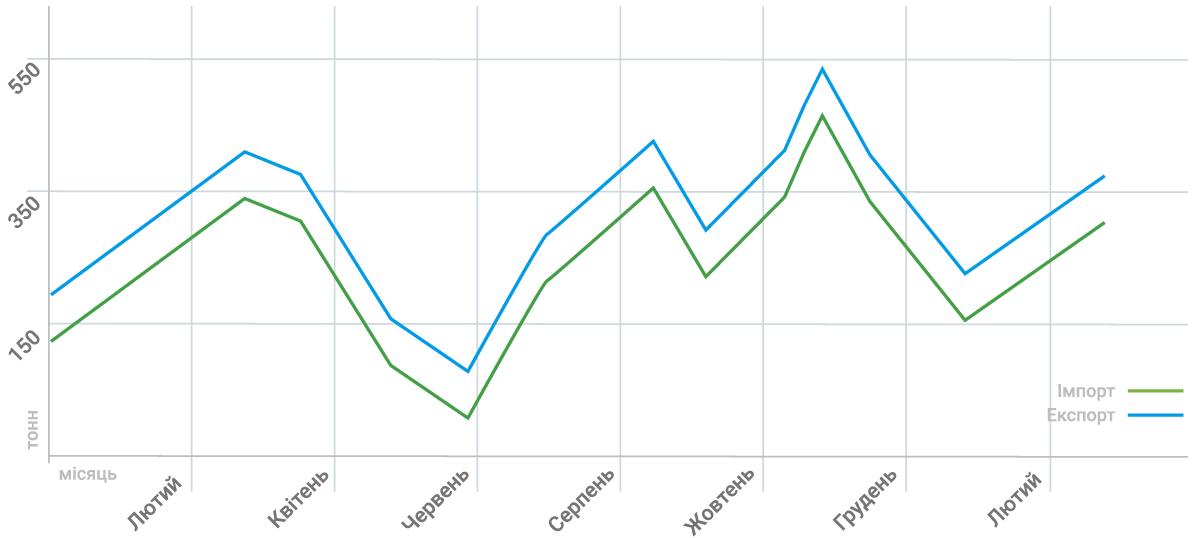 550
350
150
тонн
місяць
Імпорт
Експорт
Лютий
Квітень
Червень
Серпень
Жовтень
Грудень
Лютий